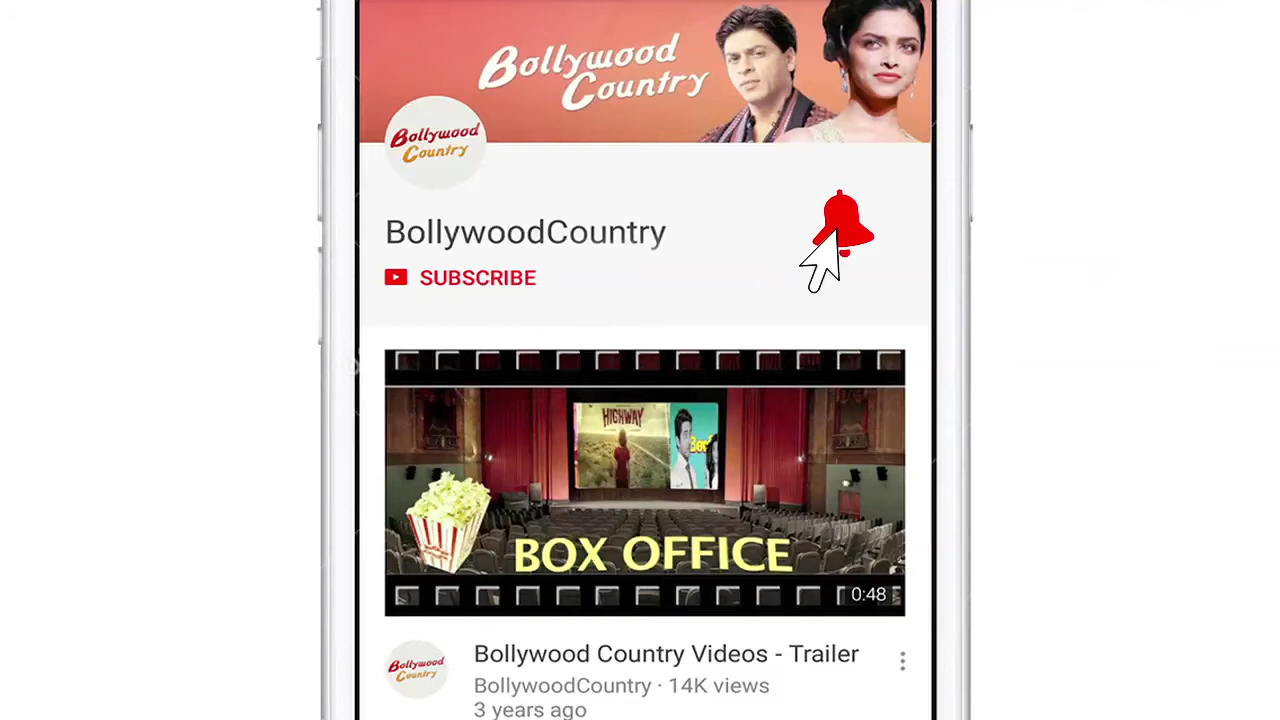 Bollywood
Country
Bollywood
Country
BollywoodCountry
SUBSCRIBE
HIGHWAY
BOX OFFICE
0:48
Bollywood
Country
Bollywood Country Videos - Trailer
BollywoodCountry · 14K views
3 years ago